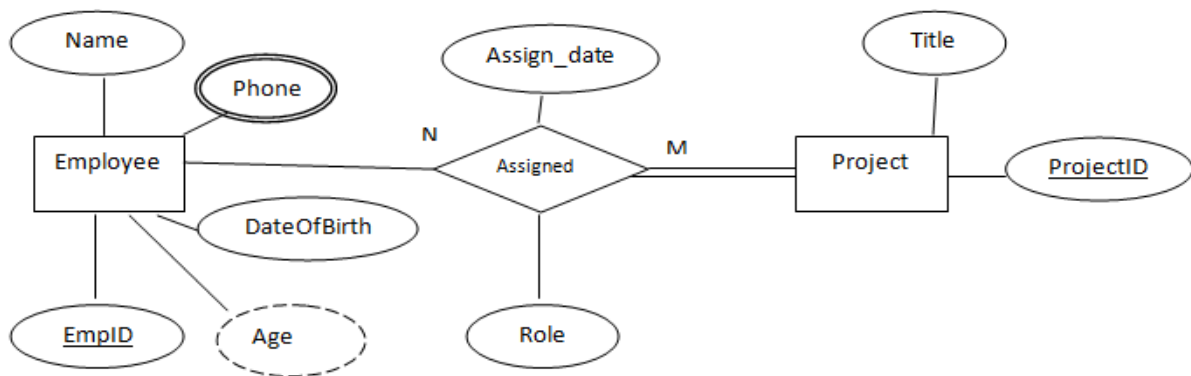 Name
Phone
Assign_date
Title
Employee
N
Assigned
M
Project
ProjectID
DateOfBirth
EmpID
Age
Role